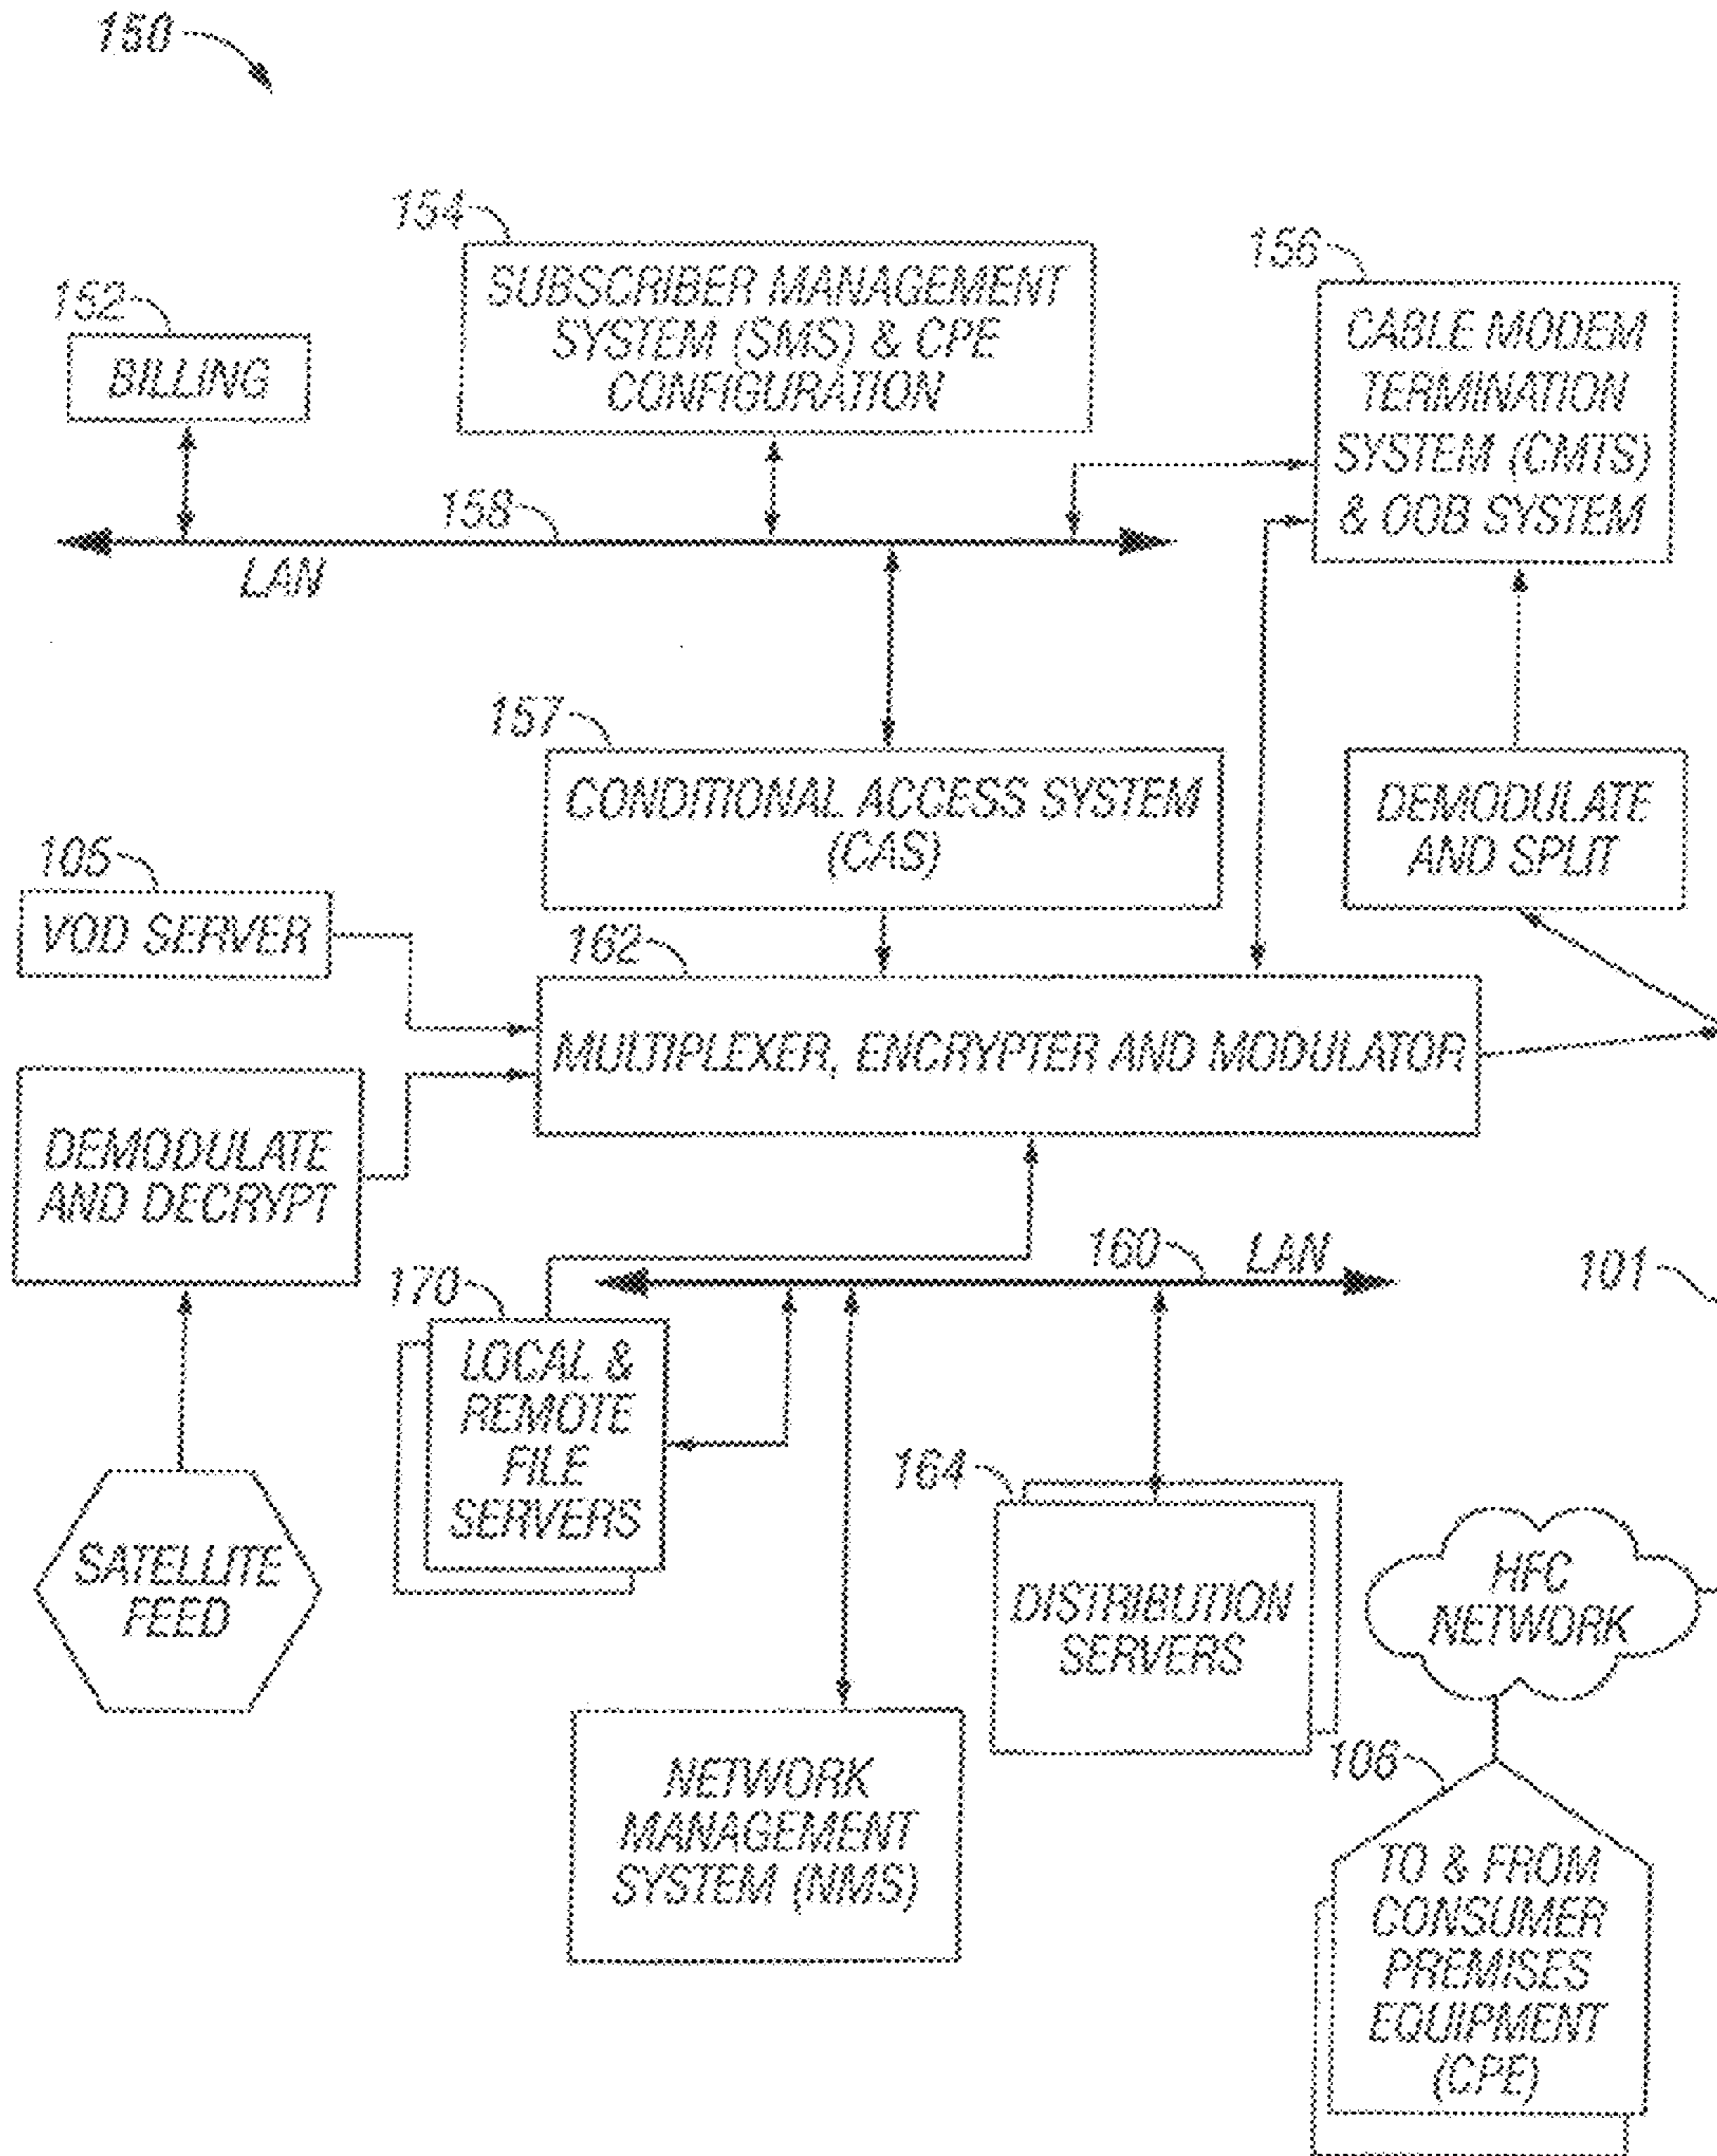 150
154
SUBSCRIBER MANAGEMENT
SYSTEM (SMS) & CPE
CONFIGURATION
156
CABLE MODEM
TERMINATION
SYSTEM (CMTS)
& OOB SYSTEM
152
BILLING
158
LAN
157
CONDITIONAL ACCESS SYSTEM
(CAS)
DEMODULATE
AND SPLIT
105
VOD SERVER
162
MULTIPLEXER, ENCRYPTER AND MODULATOR
DEMODULATE
AND DECRYPT
160
LAN
101
170
LOCAL &
REMOTE
FILE
SERVERS
SATELLITE
FEED
164
DISTRIBUTION
SERVERS
HFC
NETWORK
NETWORK
MANAGEMENT
SYSTEM (NMS)
106
TO & FROM
CONSUMER
PREMISES
EQUIPMENT
(CPE)